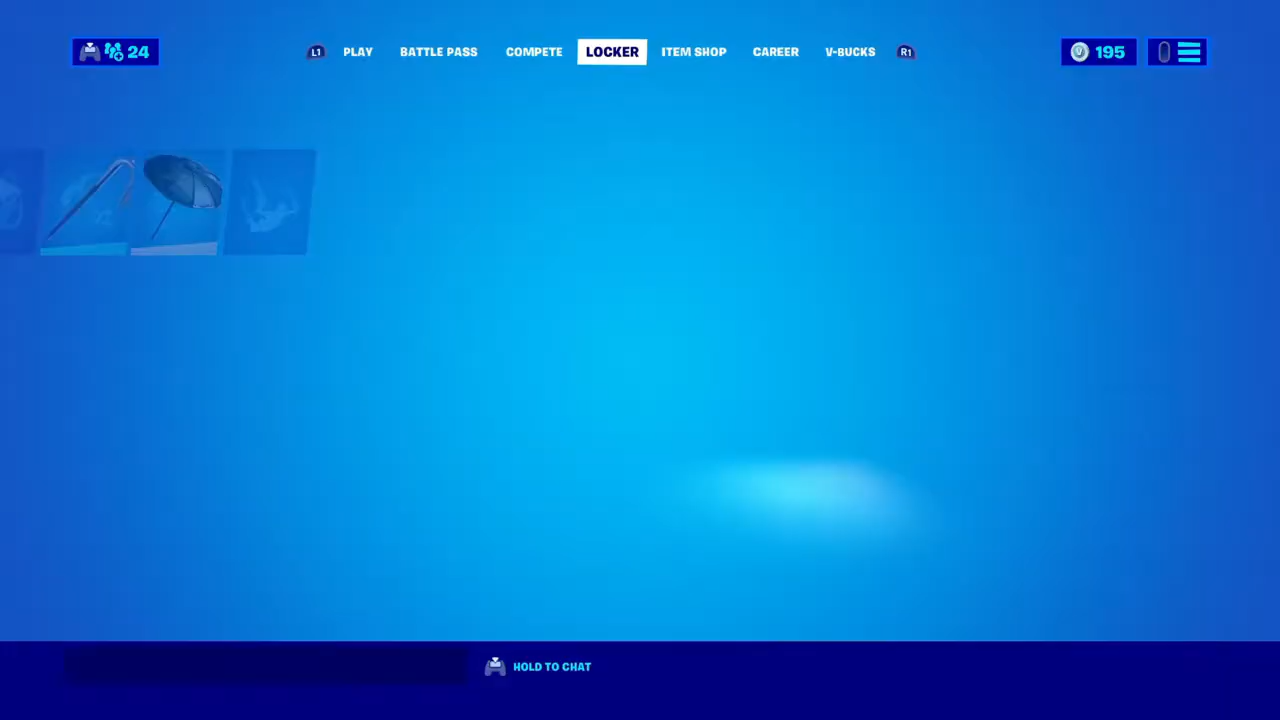 24
L1 PLAY BATTLE PASS COMPETE LOCKER ITEM SHOP CAREER V-BUCKS R1
V 195
HOLD TO CHAT